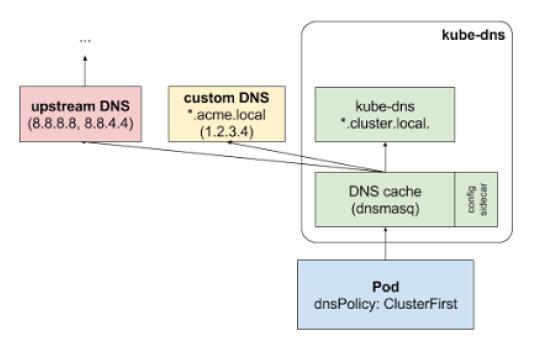 kube-dns
...
upstream DNS
(8.8.8.8, 8.8.4.4)
custom DNS
*.acme.local
(1.2.3.4)
kube-dns
*.cluster.local.
DNS cache
(dnsmasq)
config
sidecar
Pod
dnsPolicy: ClusterFirst